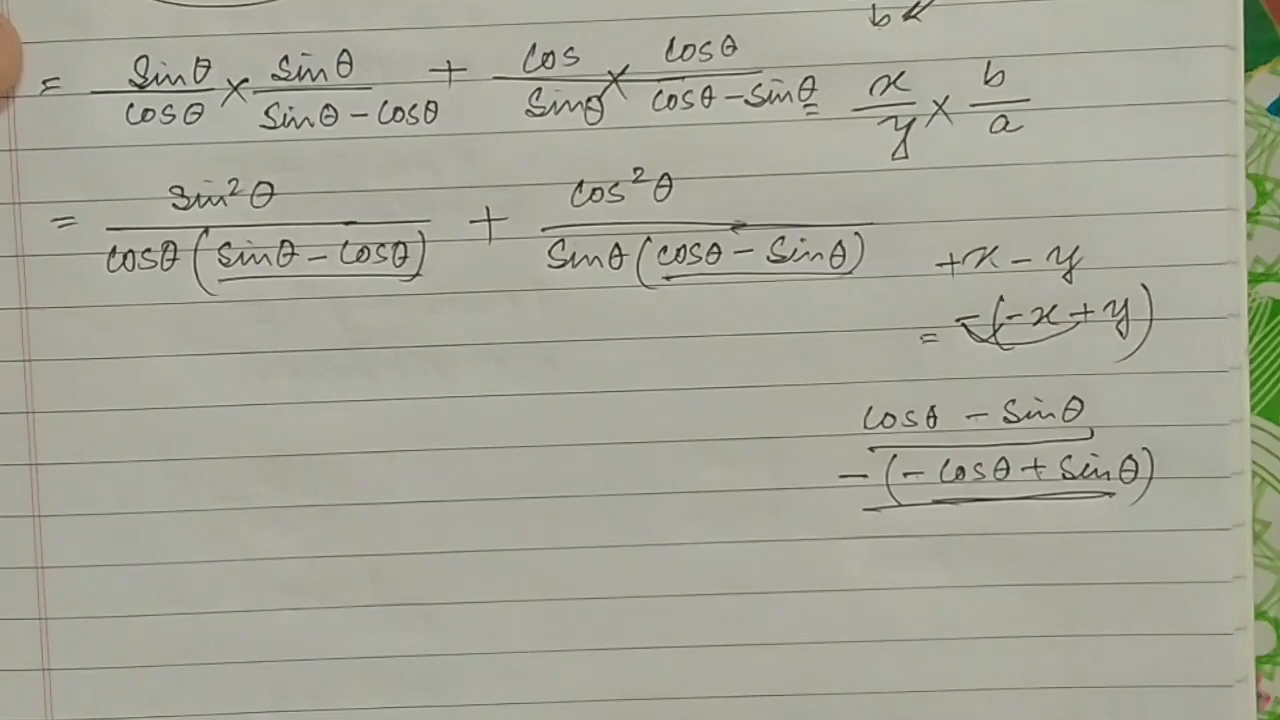 b
= sinθ/cosθ × sinθ/(sinθ - cosθ) + cos/sinθ × cosθ/(cosθ - sinθ) = x/y × b/a
= sin²θ/(cosθ(sinθ - cosθ)) + cos²θ/(sinθ(cosθ - sinθ))
+x - y
= -(-x + y)
cosθ - sinθ
-(-cosθ + sinθ)